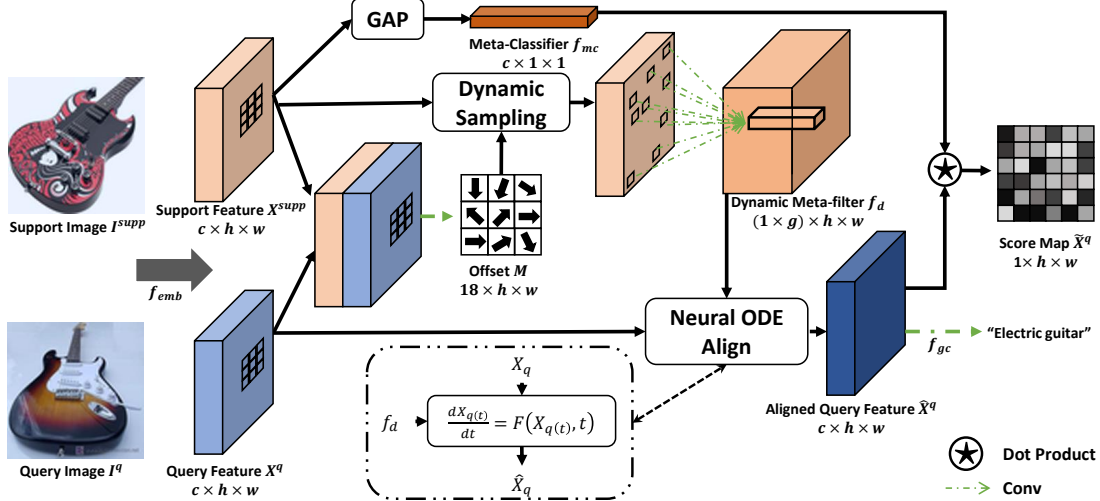 GAP
Meta-Classifier f_mc
c × 1 × 1
Dynamic
Sampling
Support Image I^supp
Support Feature X^supp
c × h × w
Offset M
18 × h × w
Dynamic Meta-filter f_d
(1 × g) × h × w
Score Map X̃^q
1× h × w
f_emb
Neural ODE
Align
f_gc
"Electric guitar"
Query Image I^q
Query Feature X^q
c × h × w
X_q
f_d
dX_q(t)/dt = F(X_q(t), t)
X̂_q
Aligned Query Feature X̂^q
c × h × w
Dot Product
Conv